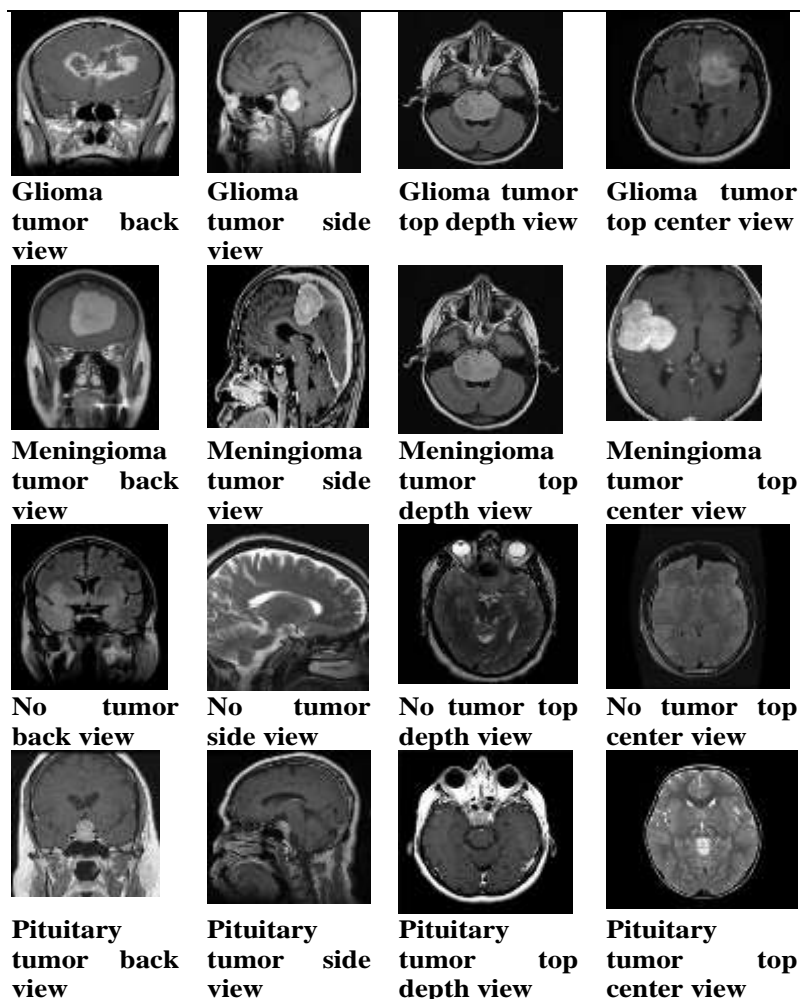 Glioma
tumor back
view
Glioma
tumor side
view
Glioma tumor
top depth view
Glioma tumor
top center view
Meningioma
tumor back
view
Meningioma
tumor side
view
Meningioma
tumor top
depth view
Meningioma
tumor top
center view
No tumor
back view
No tumor
side view
No tumor top
depth view
No tumor top
center view
Pituitary
tumor back
view
Pituitary
tumor side
view
Pituitary
tumor top
depth view
Pituitary
tumor top
center view